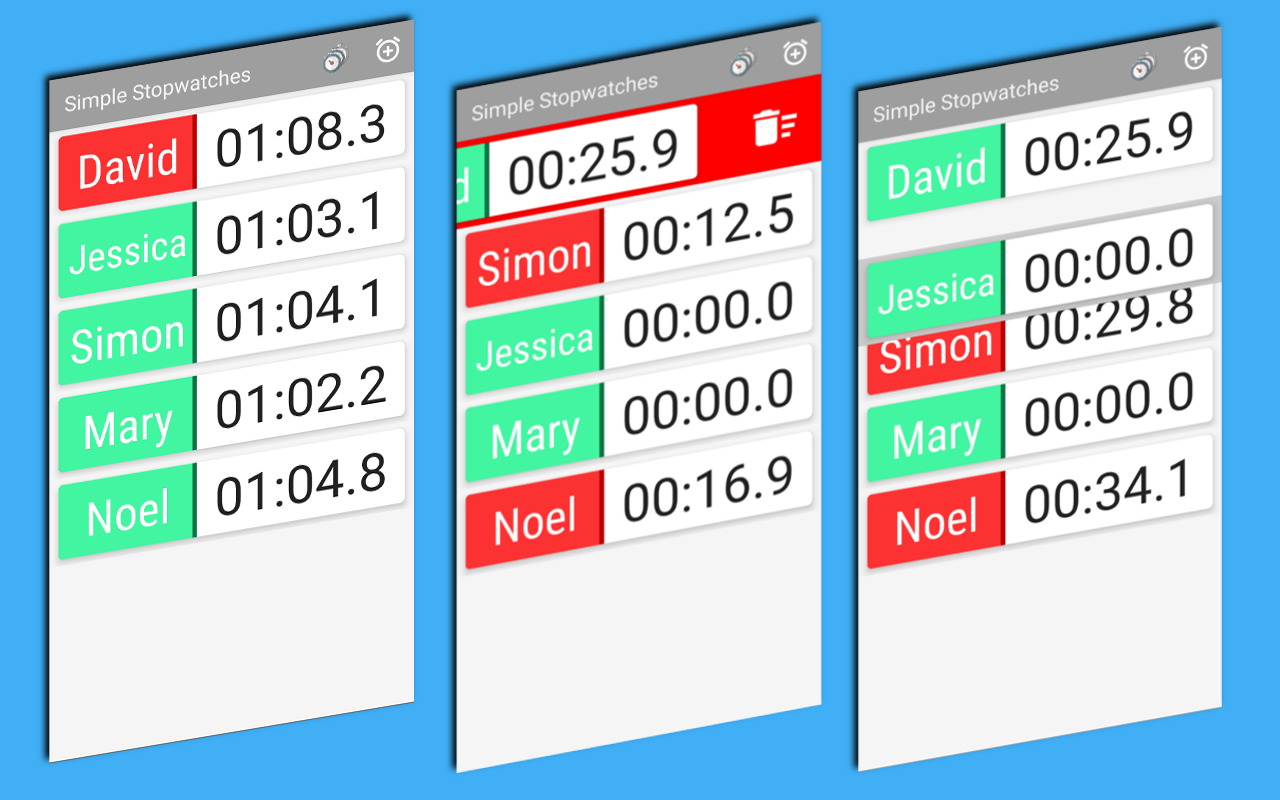 Simple Stopwatches
David 01:08.3
Jessica 01:03.1
Simon 01:04.1
Mary 01:02.2
Noel 01:04.8
Simple Stopwatches
d 00:25.9
Simon 00:12.5
Jessica 00:00.0
Mary 00:00.0
Noel 00:16.9
Simple Stopwatches
David 00:25.9
Jessica 00:00.0
Simon 00:29.8
Mary 00:00.0
Noel 00:34.1